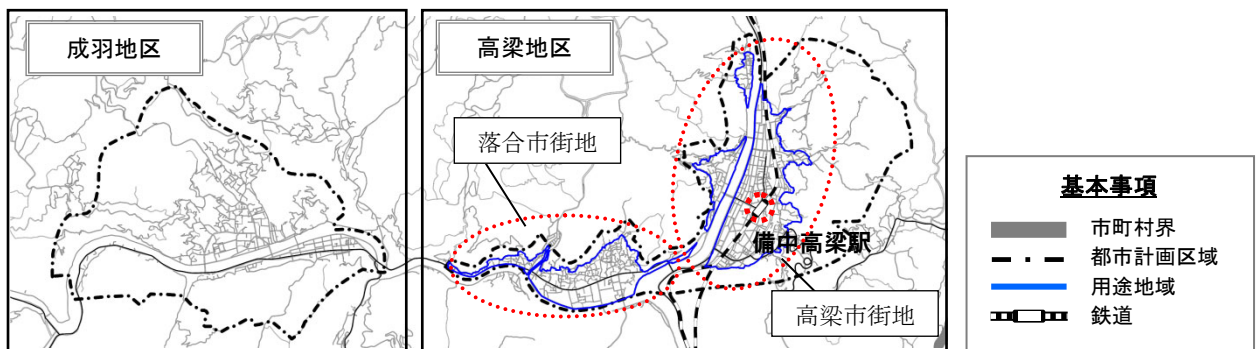 成羽地区
高梁地区
落合市街地
備中高梁駅
高梁市街地
基本事項
市町村界
都市計画区域
用途地域
鉄道